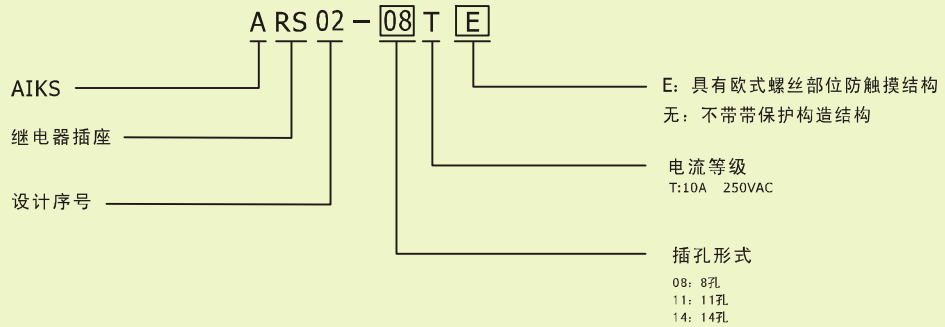 A RS 02 - 08 T E
AIKS
继电器插座
设计序号
E: 具有欧式螺丝部位防触摸结构
无: 不带带保护构造结构
电流等级
T:10A 250VAC
插孔形式
08: 8孔
11: 11孔
14: 14孔